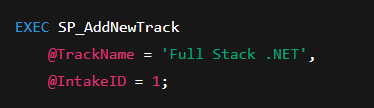 EXEC SP_AddNewTrack
@TrackName = 'Full Stack .NET',
@IntakeID = 1;